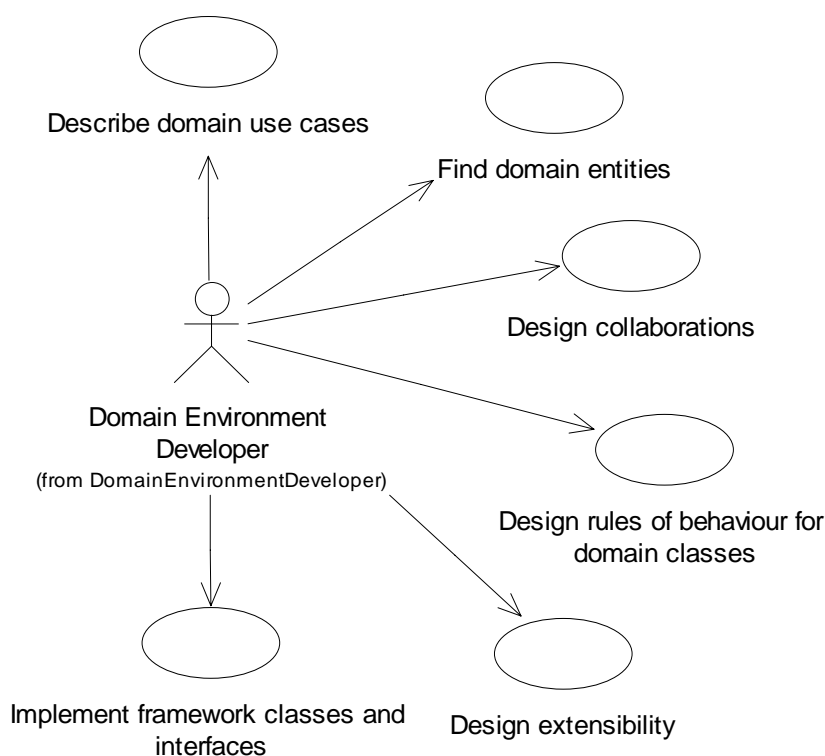 Describe domain use cases
Find domain entities
Design collaborations
Domain Environment
Developer
(from DomainEnvironmentDeveloper)
Design rules of behaviour for
domain classes
Implement framework classes and
interfaces
Design extensibility